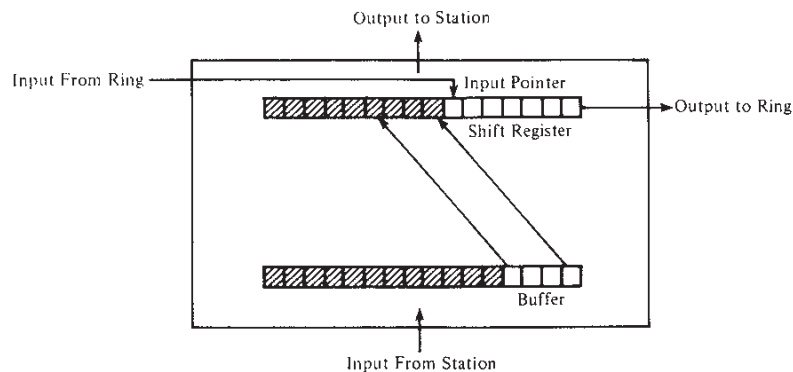 Output to Station
Input From Ring
Input Pointer
Output to Ring
Shift Register
Buffer
Input From Station